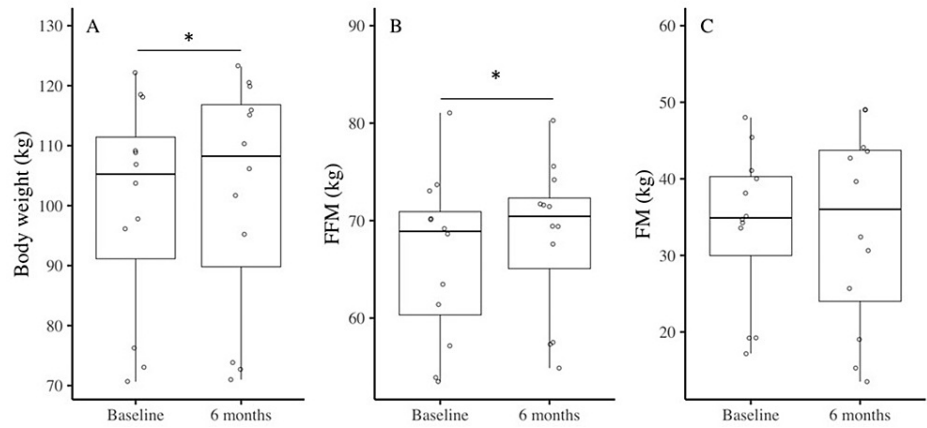 A
*
Body weight (kg)
130
120
110
100
90
80
70
Baseline
6 months
B
*
FFM (kg)
90
80
70
60
Baseline
6 months
C
FM (kg)
60
50
40
30
20
Baseline
6 months